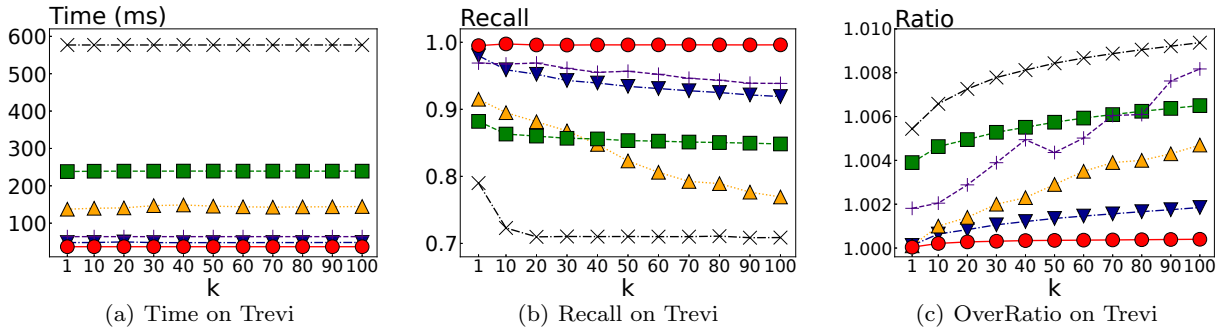 Time (ms)
600
500
400
300
200
100
1 10 20 30 40 50 60 70 80 90 100
k
(a) Time on Trevi
Recall
1.0
0.9
0.8
0.7
1 10 20 30 40 50 60 70 80 90 100
k
(b) Recall on Trevi
Ratio
1.010
1.008
1.006
1.004
1.002
1.000
1 10 20 30 40 50 60 70 80 90 100
k
(c) OverRatio on Trevi